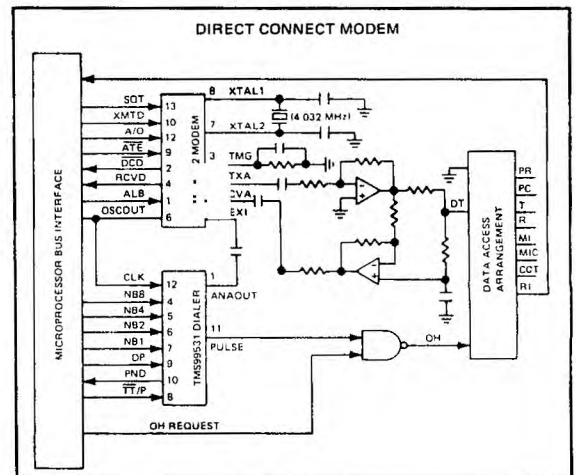 DIRECT CONNECT MODEM
MICROPROCESSOR BUS INTERFACE
SQT 13
XMTD 10
A/O 12
ATE 9
DCD 2
RCVD 4
ALB 1
OSCOUT 6
2 MODEM
8 XTAL1
(4 032 MHz)
7 XTAL2
3 TMG
TXA
CVA
EXI
CLK 12
NB8 4
NB4 5
NB2 6
NB1 7
DP 9
PND 10
TT/P 8
TMS99531 DIALER
1
ANAOUT
11
PULSE
OH REQUEST
OH
DT
DATA ACCESS ARRANGEMENT
PR
PC
T
R
MI
MIC
CCT
RI